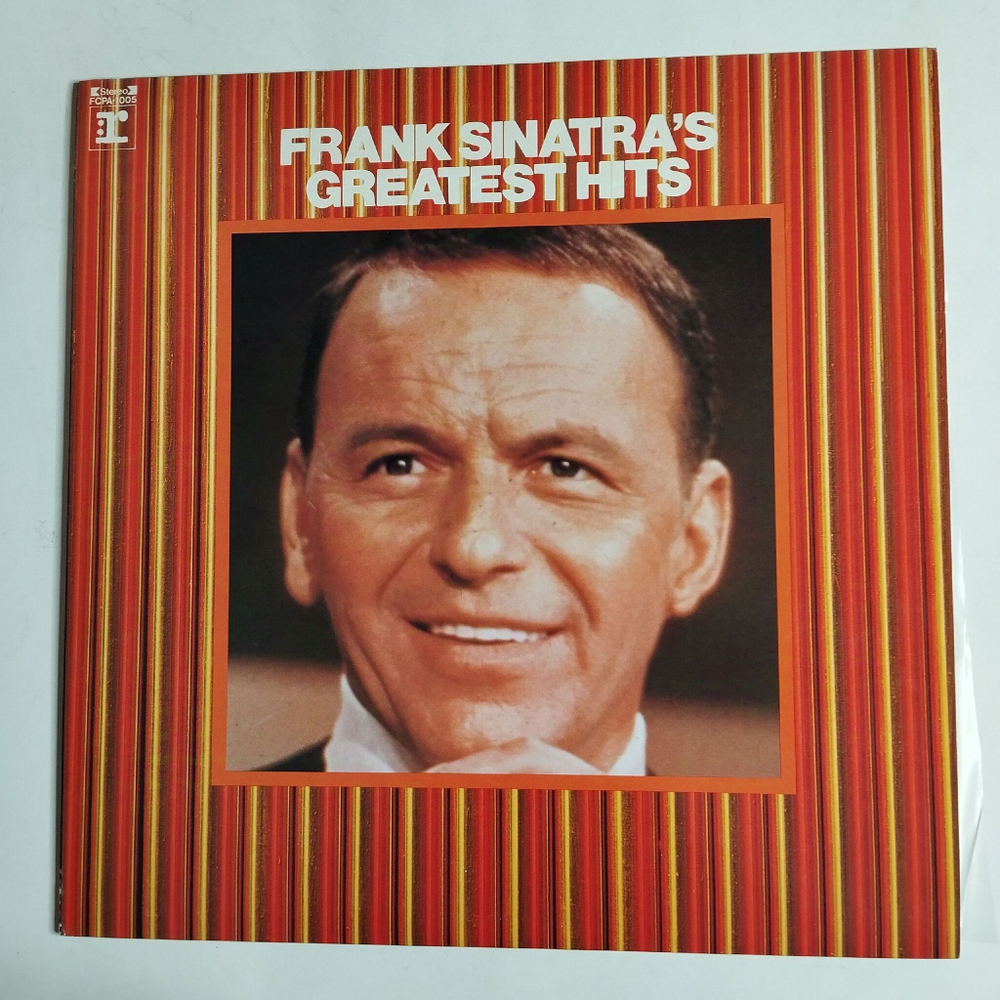 Stereo
FCPA-1005
:r
FRANK SINATRA'S
GREATEST HITS